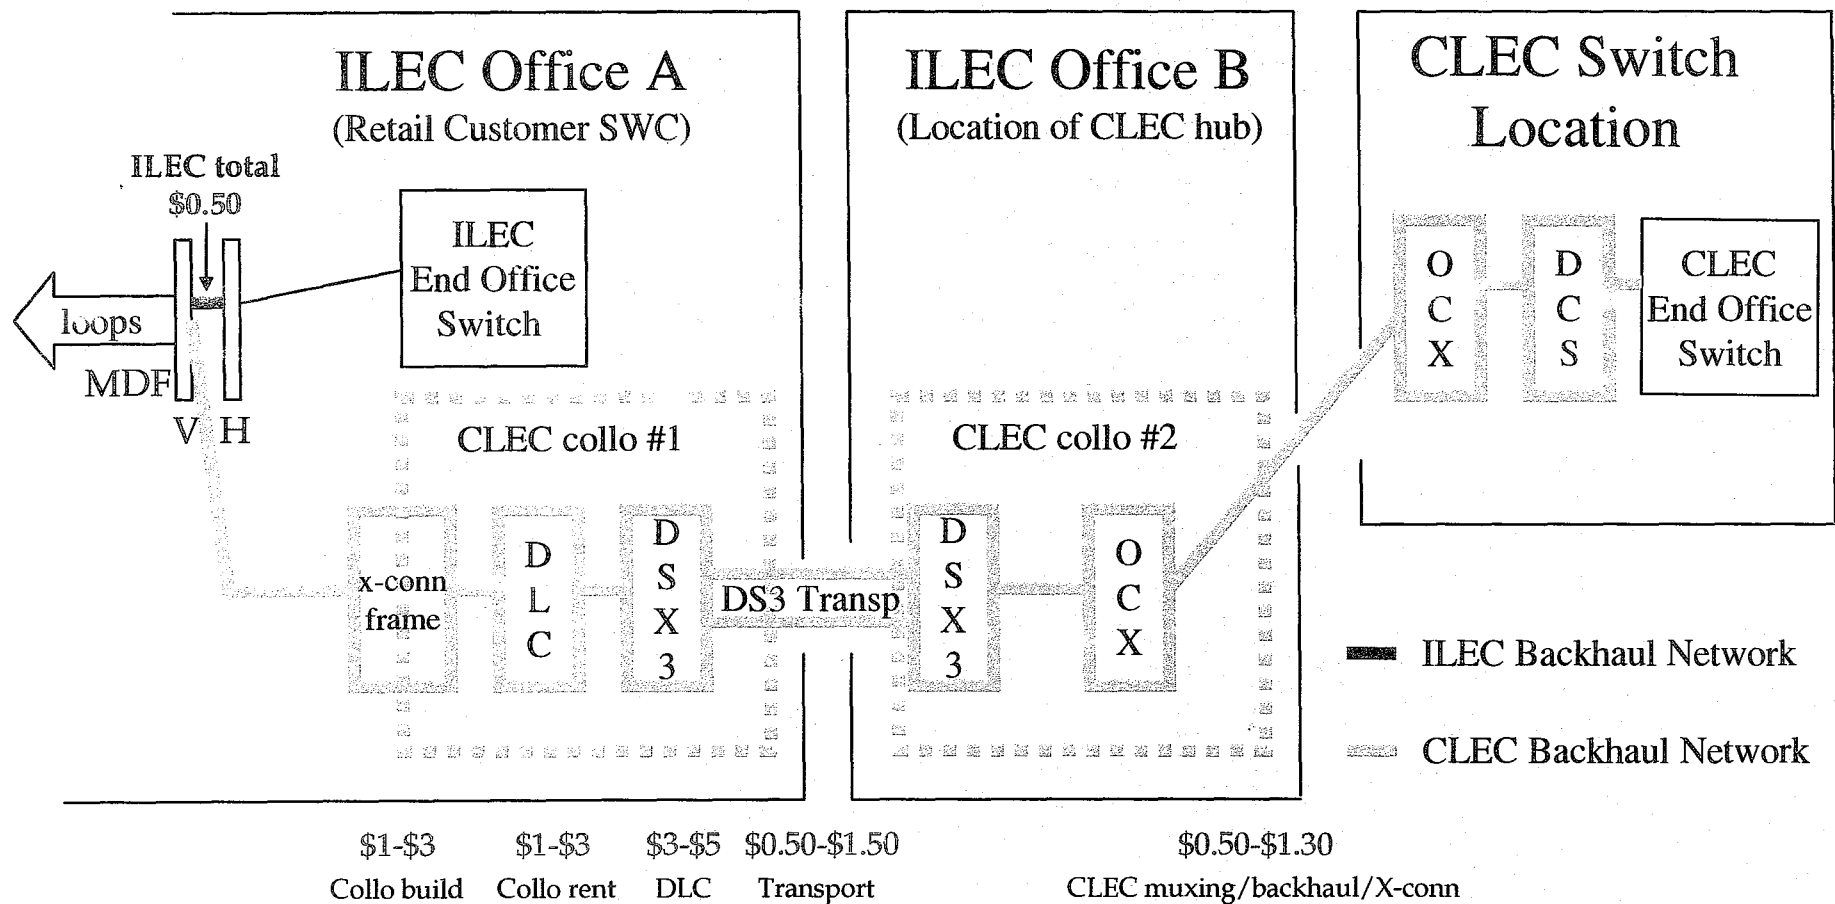 ILEC Office A
(Retail Customer SWC)
ILEC total
$0.50
ILEC
End Office
Switch
loops
MDF
V
H
CLEC collo #1
x-conn
frame
D
L
C
D
S
X
3
DS3 Transp
ILEC Office B
(Location of CLEC hub)
CLEC collo #2
D
S
X
3
O
C
X
CLEC Switch
Location
O
C
X
D
C
S
CLEC
End Office
Switch
ILEC Backhaul Network
CLEC Backhaul Network
$1-$3
Collo build
$1-$3
Collo rent
$3-$5
DLC
$0.50-$1.50
Transport
$0.50-$1.30
CLEC muxing/backhaul/X-conn